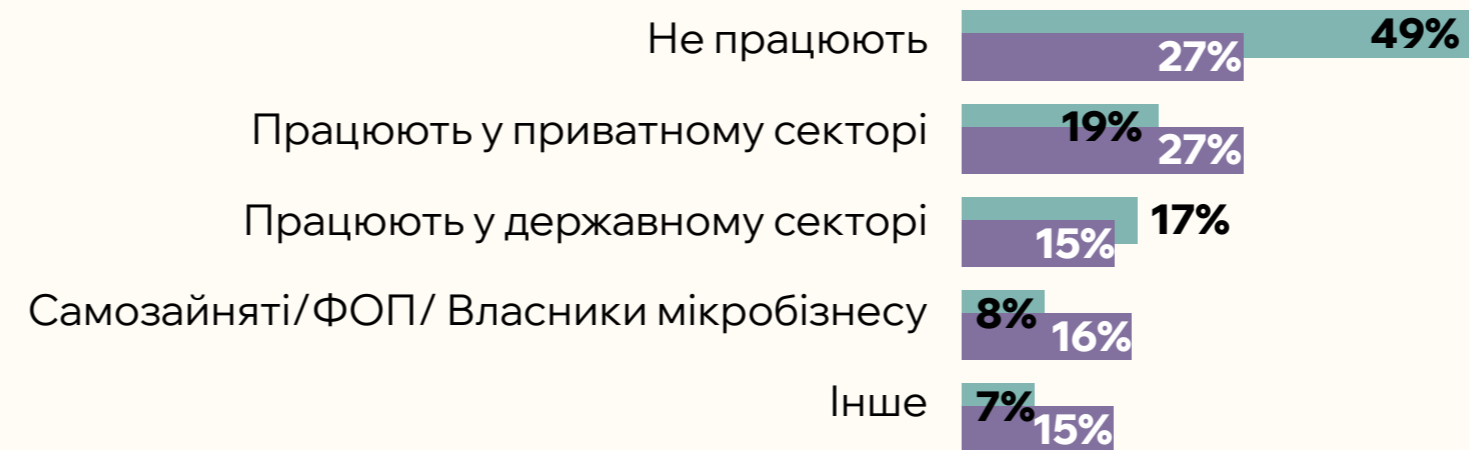 Не працюють 49%
27%
Працюють у приватному секторі 19%
27%
Працюють у державному секторі 17%
15%
Самозайняті/ФОП/ Власники мікробізнесу 8%
16%
Інше 7%
15%